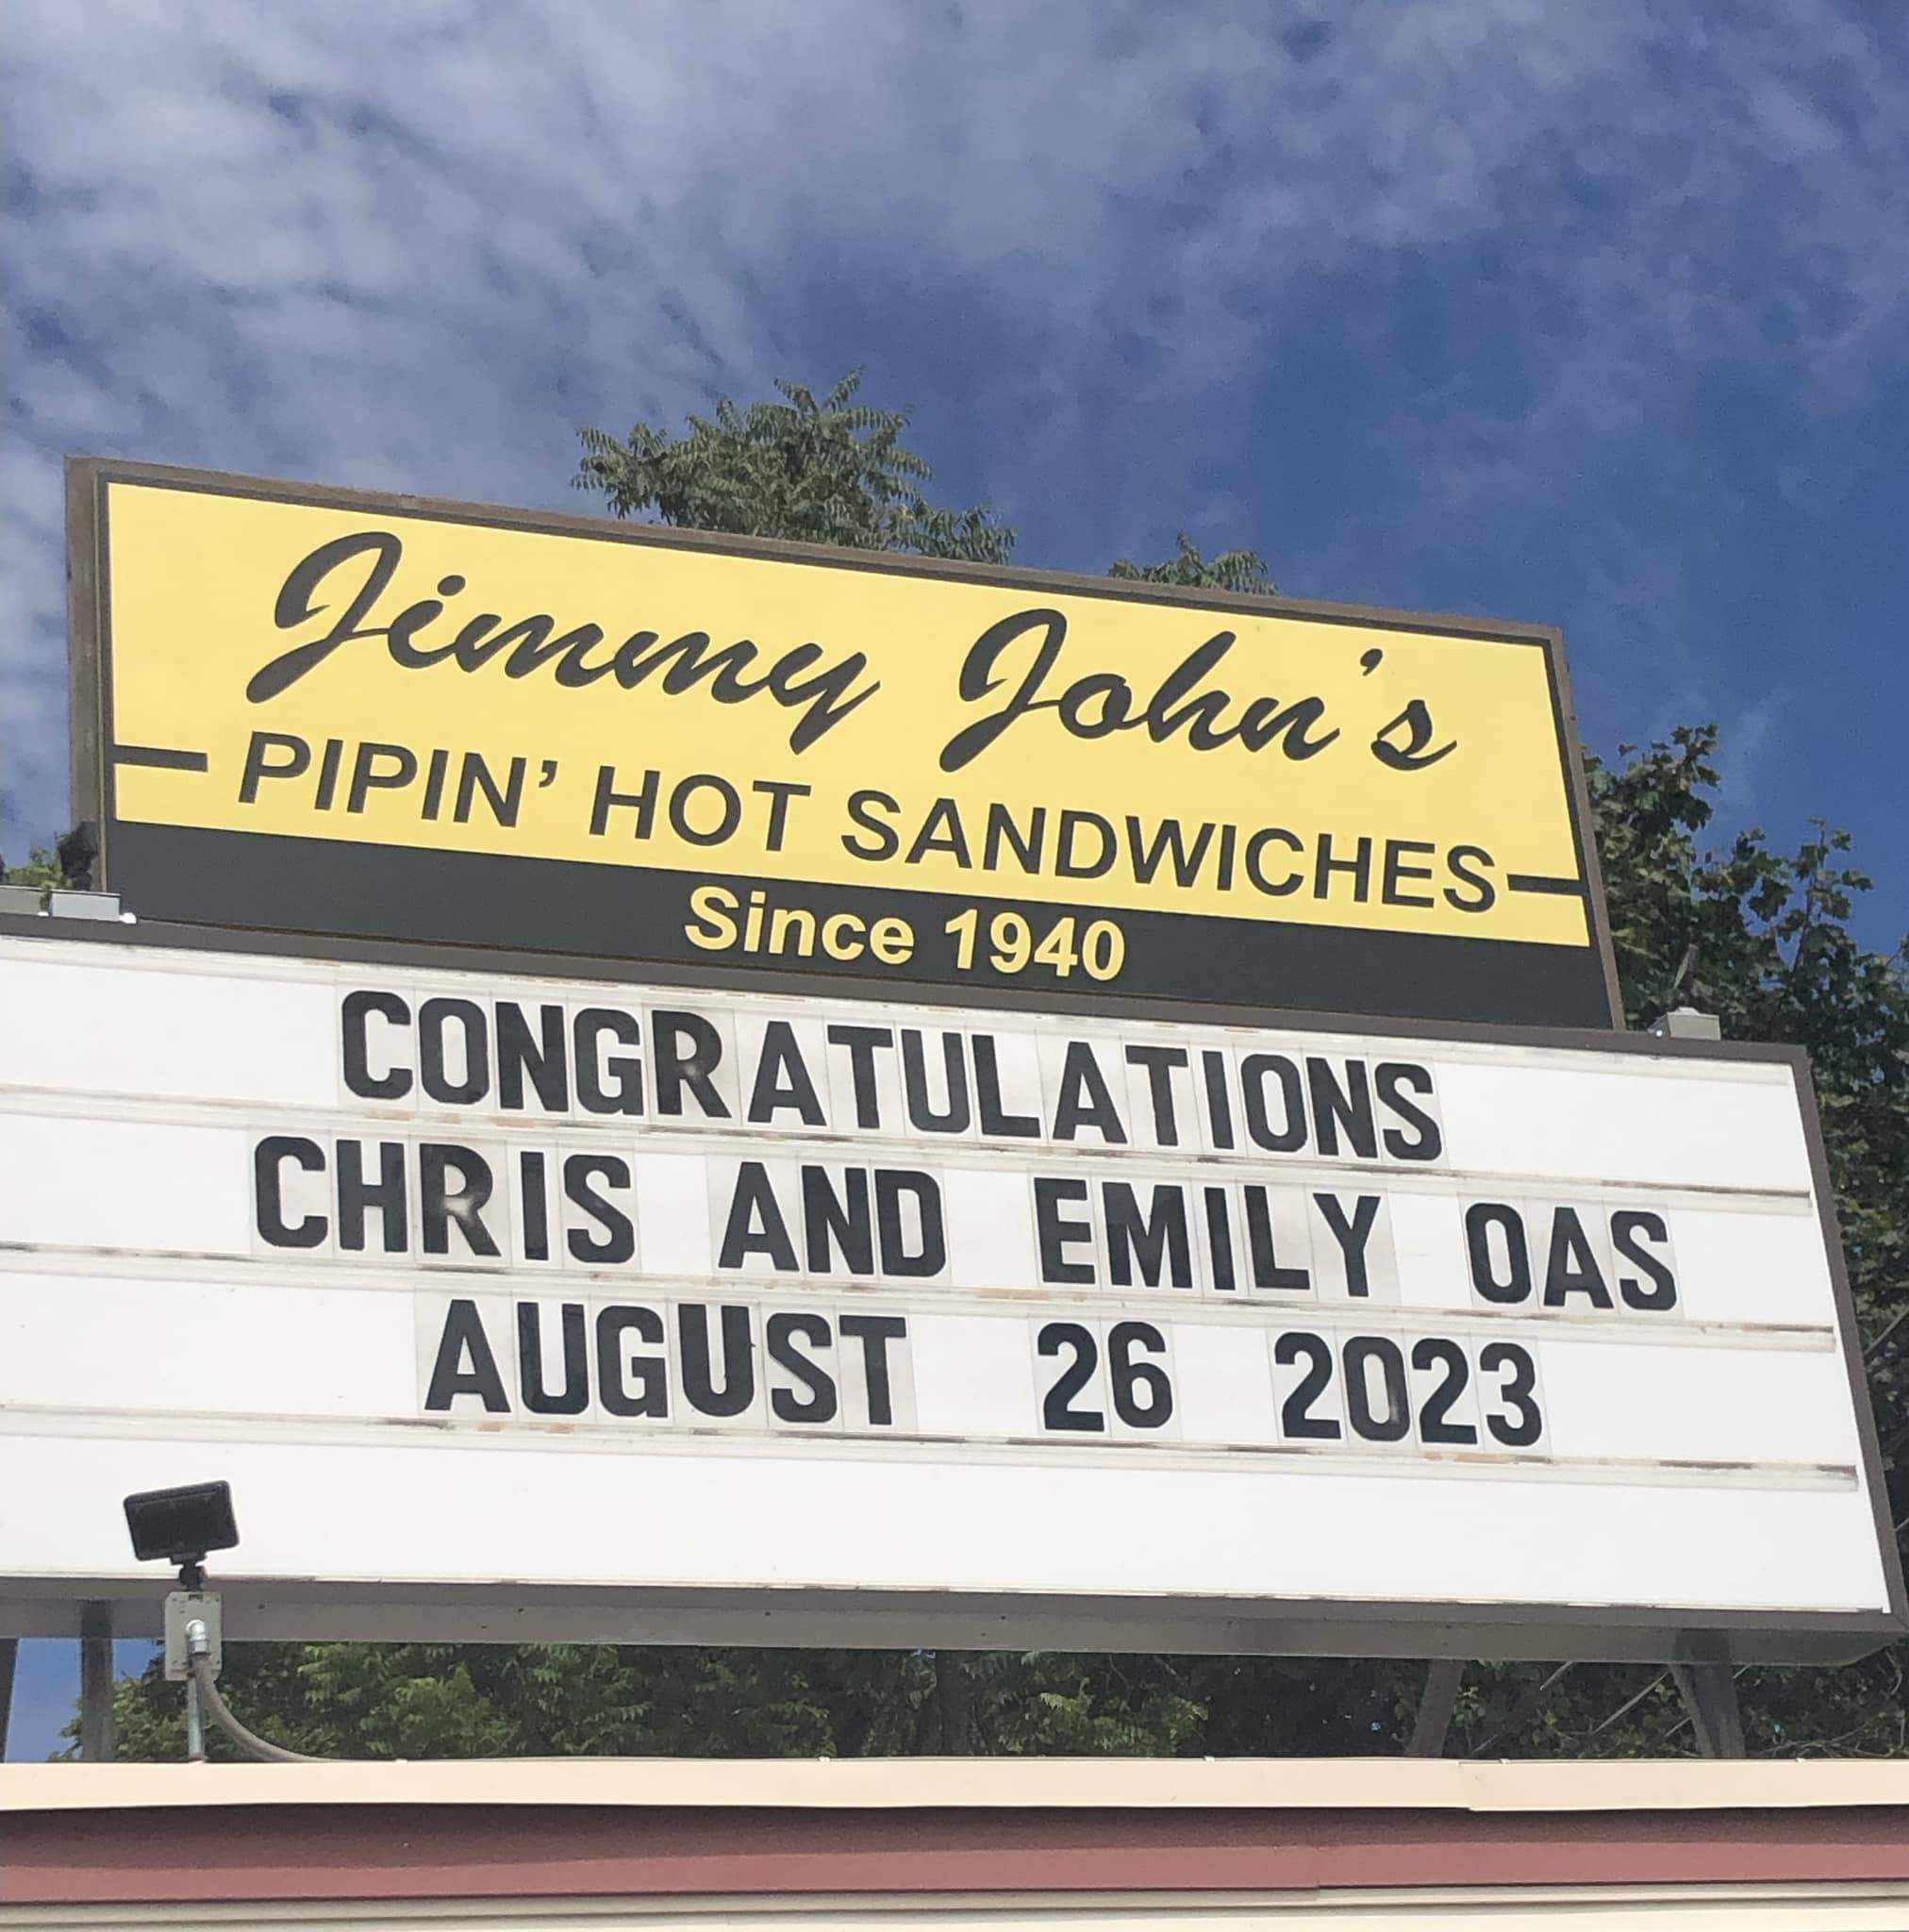 Jimmy John's
PIPIN' HOT SANDWICHES
Since 1940
CONGRATULATIONS
CHRIS AND EMILY OAS
AUGUST 26 2023